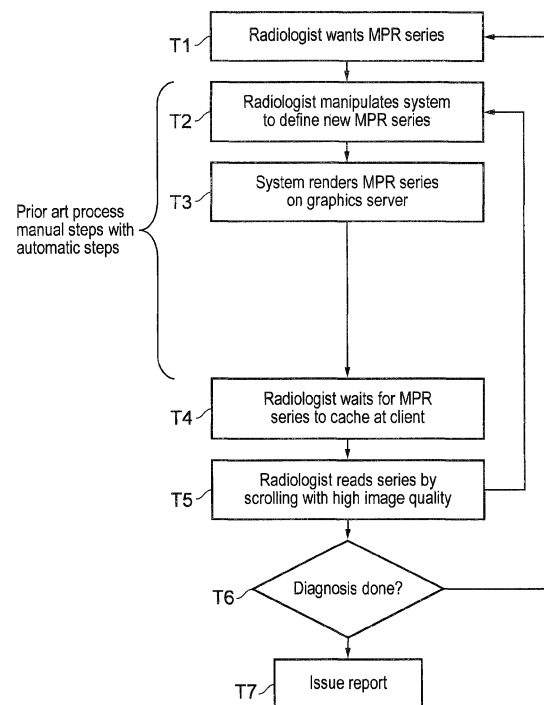 T1
Radiologist wants MPR series
T2
Radiologist manipulates system
to define new MPR series
T3
System renders MPR series
on graphics server
Prior art process
manual steps with
automatic steps
T4
Radiologist waits for MPR
series to cache at client
T5
Radiologist reads series by
scrolling with high image quality
T6
Diagnosis done?
T7
Issue report